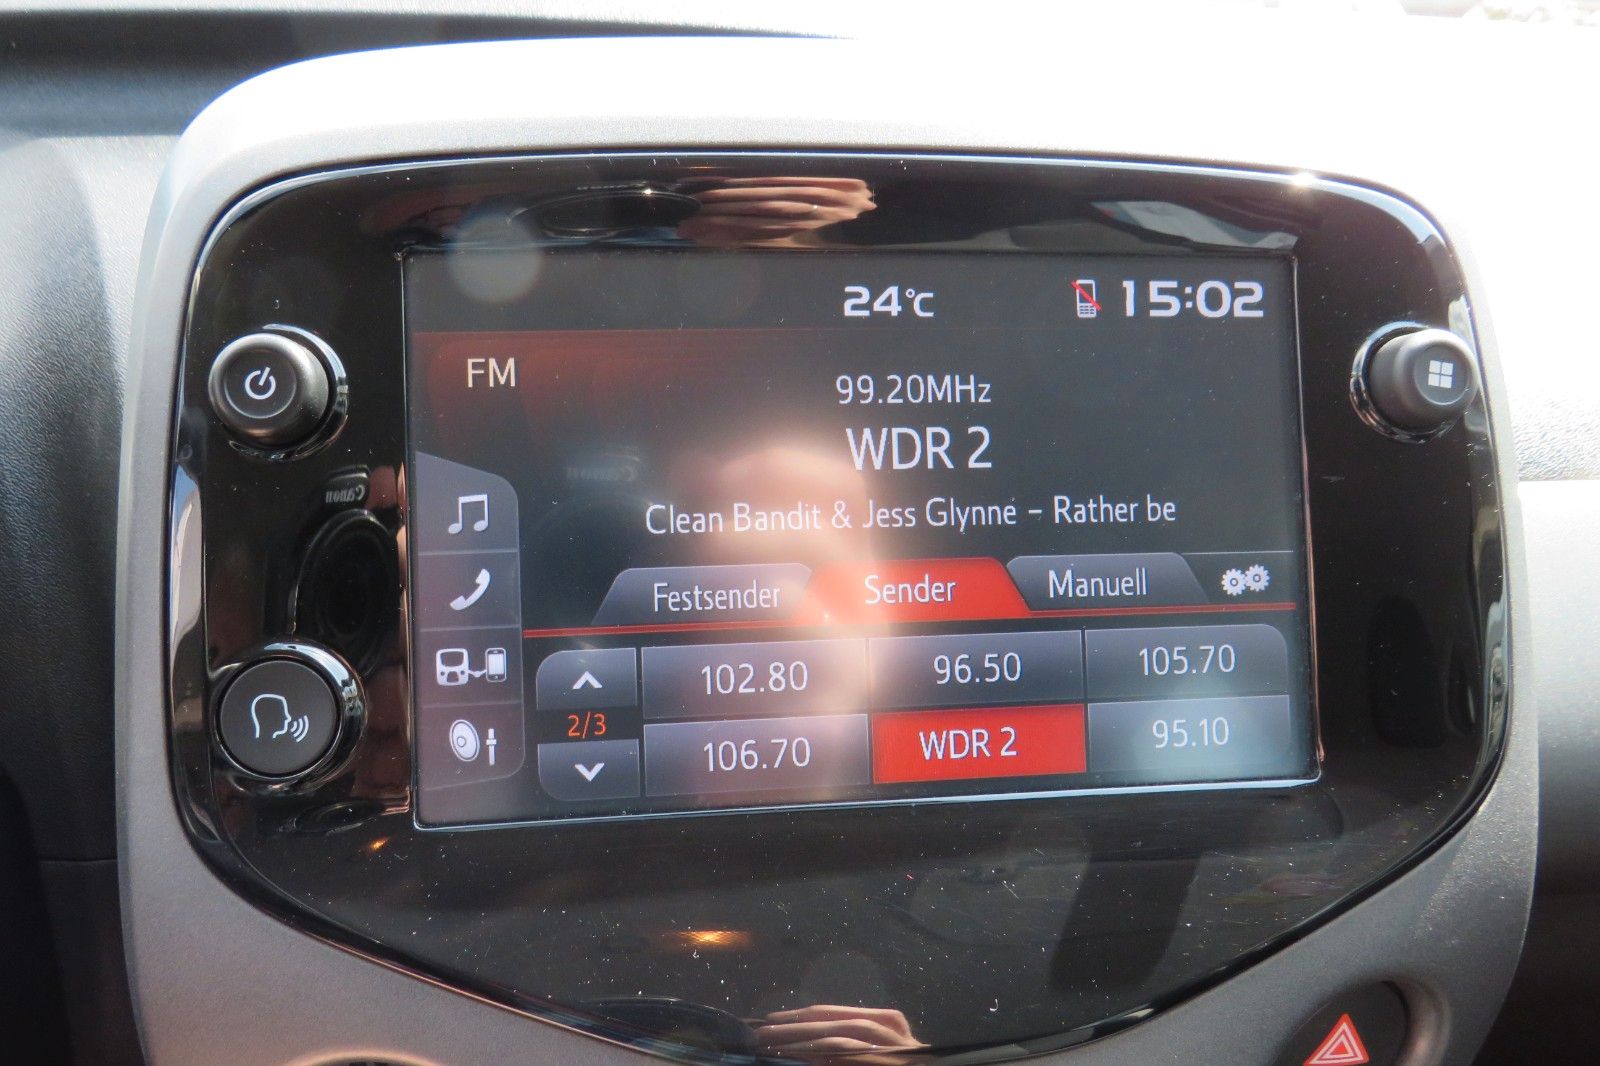 24°C 15:02
FM
99.20MHz
WDR 2
Clean Bandit & Jess Glynne - Rather be
Festsender Sender Manuell
102.80 96.50 105.70
2/3
106.70 WDR 2 95.10
Canon